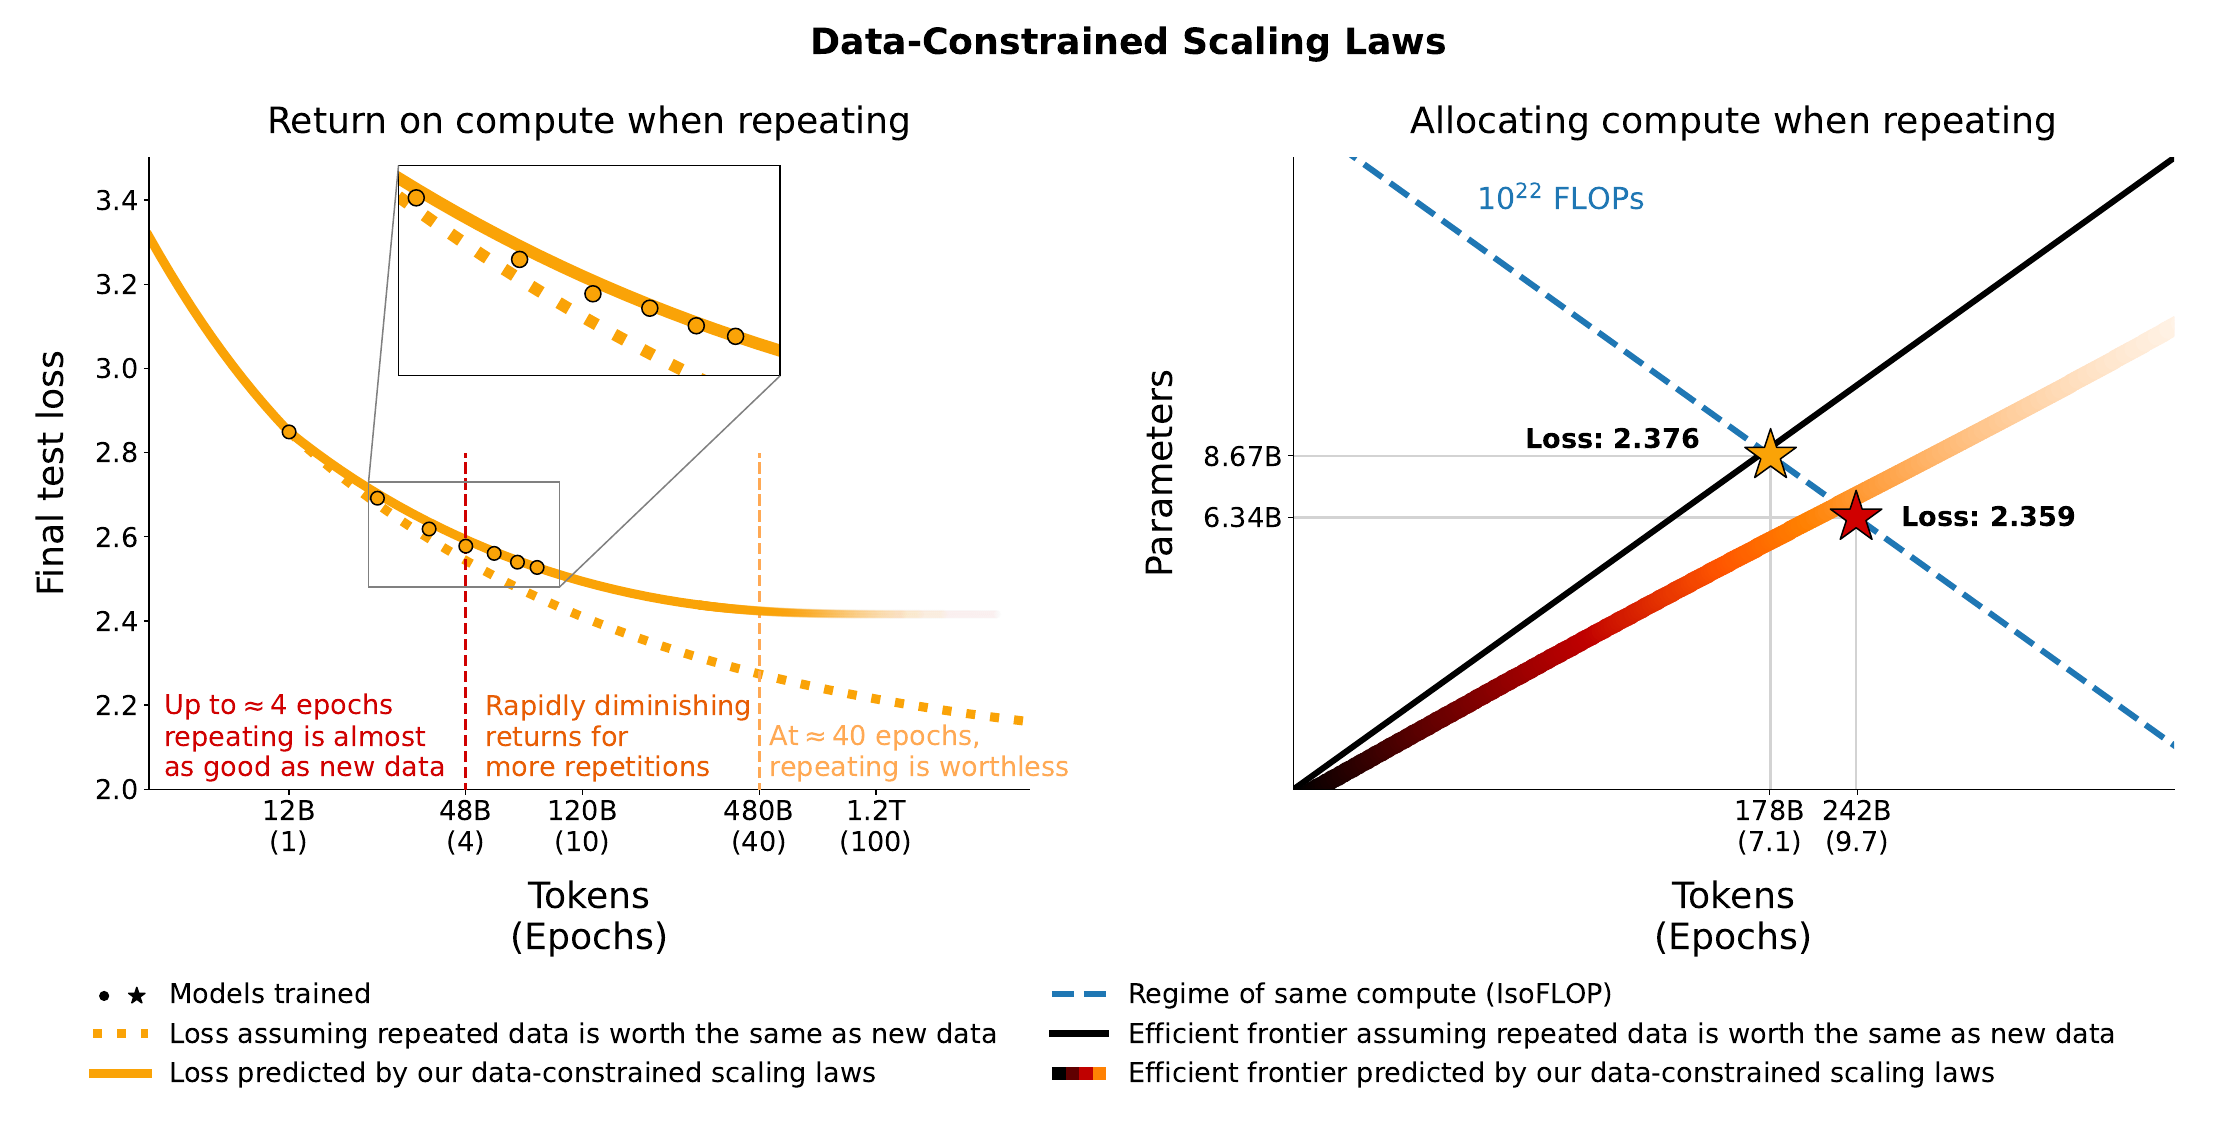 Data-Constrained Scaling Laws
Return on compute when repeating
Final test loss
3.4
3.2
3.0
2.8
2.6
2.4
2.2
2.0
Up to ≈ 4 epochs
repeating is almost
as good as new data
Rapidly diminishing
returns for
more repetitions
At ≈ 40 epochs,
repeating is worthless
12B
(1)
48B
(4)
120B
(10)
480B
(40)
1.2T
(100)
Tokens
(Epochs)
Allocating compute when repeating
Parameters
10²² FLOPs
Loss: 2.376
8.67B
6.34B
Loss: 2.359
178B
(7.1)
242B
(9.7)
Tokens
(Epochs)
Models trained
Loss assuming repeated data is worth the same as new data
Loss predicted by our data-constrained scaling laws
Regime of same compute (IsoFLOP)
Efficient frontier assuming repeated data is worth the same as new data
Efficient frontier predicted by our data-constrained scaling laws